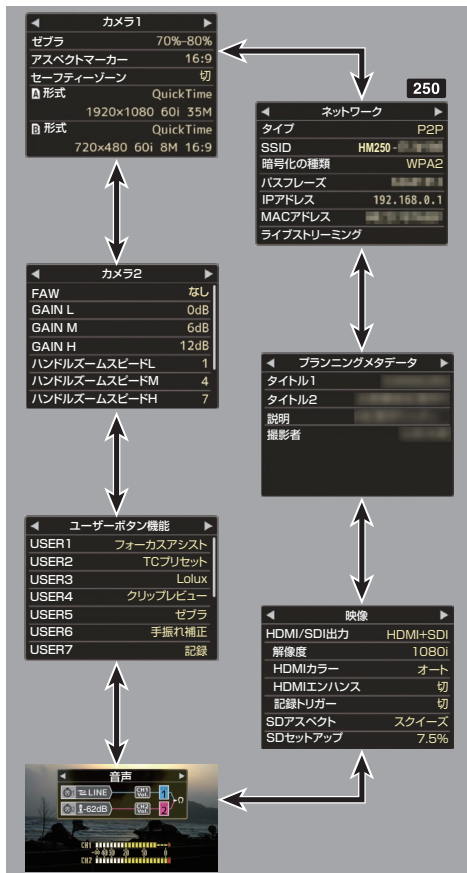 カメラ1
ゼブラ 70%-80%
アスペクトマーカー 16:9
セーフティーゾーン 切
A 形式 QuickTime
1920×1080 60i 35M
B 形式 QuickTime
720×480 60i 8M 16:9
カメラ2
FAW なし
GAIN L 0dB
GAIN M 6dB
GAIN H 12dB
ハンドルズームスピードL 1
ハンドルズームスピードM 4
ハンドルズームスピードH 7
ユーザーボタン機能
USER1 フォーカスアシスト
USER2 TCプリセット
USER3 Lolux
USER4 クリップレビュー
USER5 ゼブラ
USER6 手振れ補正
USER7 記録
音声
LINE CH1 Vol. 1
-62dB CH2 Vol. 2
CH1
-40 30 20 10 0
CH2
250
ネットワーク
タイプ P2P
SSID HM250-
暗号化の種類 WPA2
パスフレーズ
IPアドレス 192.168.0.1
MACアドレス
ライブストリーミング
プランニングメタデータ
タイトル1
タイトル2
説明
撮影者
映像
HDMI/SDI出力 HDMI+SDI
解像度 1080i
HDMIカラー オート
HDMIエンハンス 切
記録トリガー 切
SDアスペクト スクイーズ
SDセットアップ 7.5%